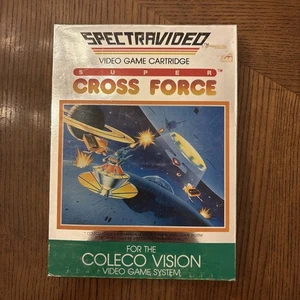 SPECTRAVIDEO
VIDEO GAME CARTRIDGE
SUPER
CROSS FORCE
FOR THE
COLECO VISION
VIDEO GAME SYSTEM